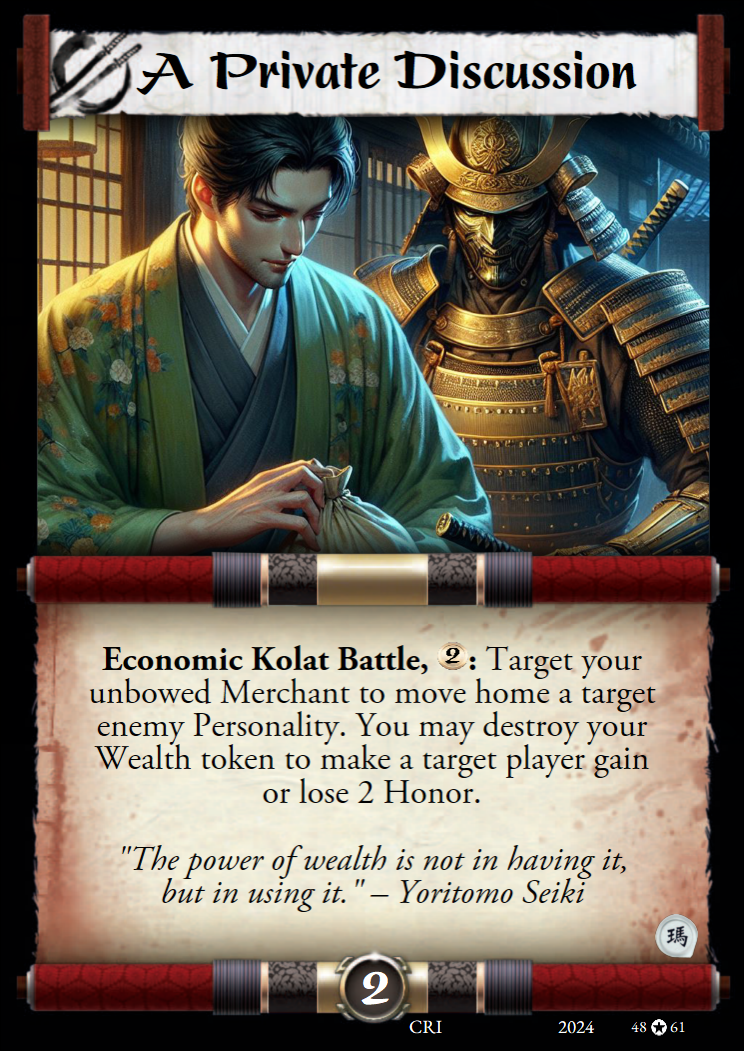 A Private Discussion
Economic Kolat Battle, 2: Target your
unbowed Merchant to move home a target
enemy Personality. You may destroy your
Wealth token to make a target player gain
or lose 2 Honor.
"The power of wealth is not in having it,
but in using it." – Yoritomo Seiki
瑪
2
CRI 2024 48 ✪ 61